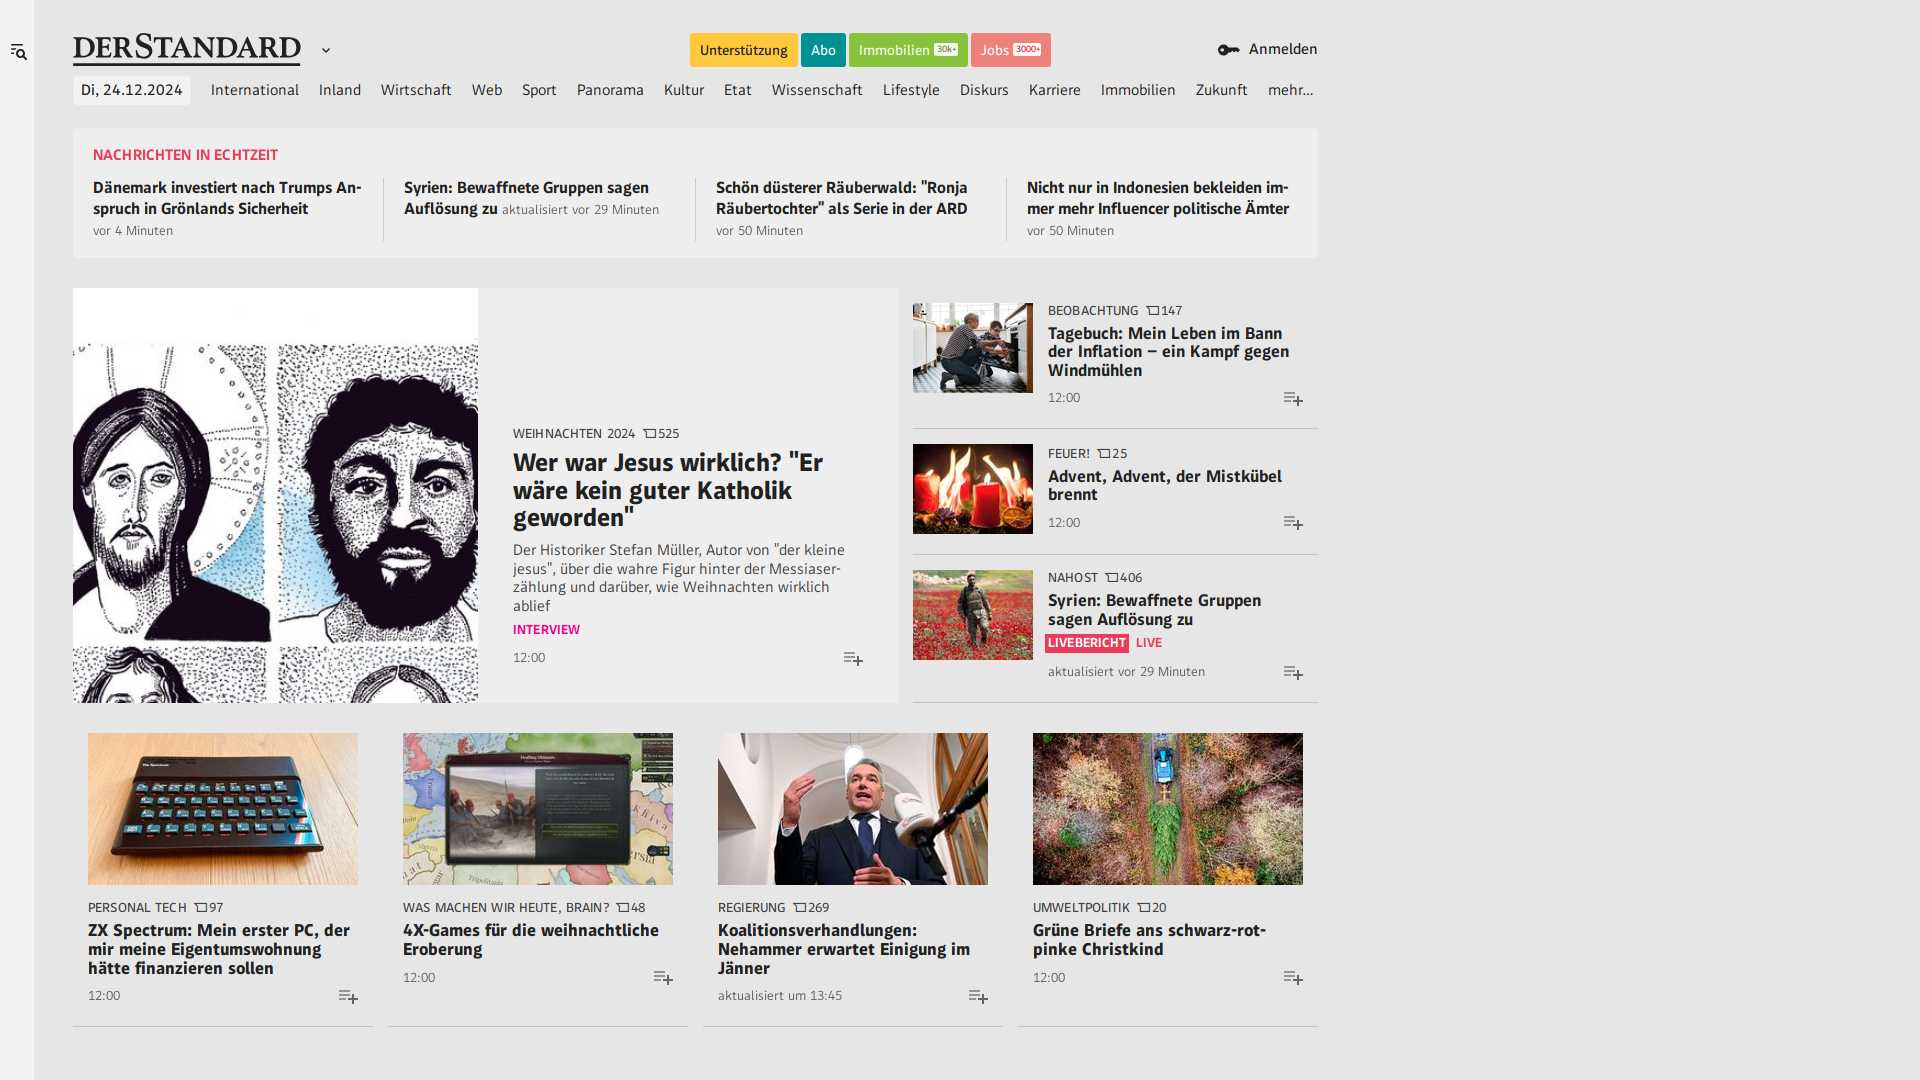 DERSTANDARD
Unterstützung Abo Immobilien 30k+ Jobs 3000+
Anmelden
Di, 24.12.2024 International Inland Wirtschaft Web Sport Panorama Kultur Etat Wissenschaft Lifestyle Diskurs Karriere Immobilien Zukunft mehr...
NACHRICHTEN IN ECHTZEIT
Dänemark investiert nach Trumps An-
spruch in Grönlands Sicherheit
vor 4 Minuten
Syrien: Bewaffnete Gruppen sagen
Auflösung zu aktualisiert vor 29 Minuten
Schön düsterer Räuberwald: "Ronja
Räubertochter" als Serie in der ARD
vor 50 Minuten
Nicht nur in Indonesien bekleiden im-
mer mehr Influencer politische Ämter
vor 50 Minuten
WEIHNACHTEN 2024 525
Wer war Jesus wirklich? "Er
wäre kein guter Katholik
geworden"
Der Historiker Stefan Müller, Autor von "der kleine
jesus", über die wahre Figur hinter der Messiaser-
zählung und darüber, wie Weihnachten wirklich
ablief
INTERVIEW
12:00
BEOBACHTUNG 147
Tagebuch: Mein Leben im Bann
der Inflation – ein Kampf gegen
Windmühlen
12:00
FEUER! 25
Advent, Advent, der Mistkübel
brennt
12:00
NAHOST 406
Syrien: Bewaffnete Gruppen
sagen Auflösung zu
LIVEBERICHT LIVE
aktualisiert vor 29 Minuten
PERSONAL TECH 97
ZX Spectrum: Mein erster PC, der
mir meine Eigentumswohnung
hätte finanzieren sollen
12:00
WAS MACHEN WIR HEUTE, BRAIN? 48
4X-Games für die weihnachtliche
Eroberung
12:00
REGIERUNG 269
Koalitionsverhandlungen:
Nehammer erwartet Einigung im
Jänner
aktualisiert um 13:45
UMWELTPOLITIK 20
Grüne Briefe ans schwarz-rot-
pinke Christkind
12:00